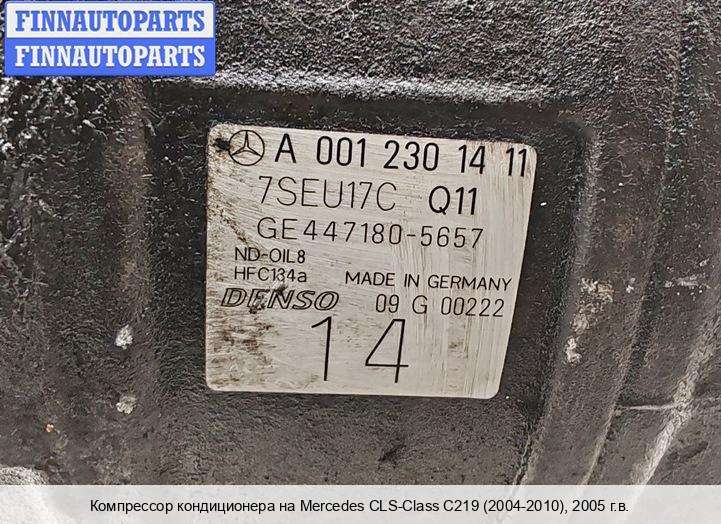 FINNAUTOPARTS
FINNAUTOPARTS
A 001 230 14 11
7SEU17C Q11
GE447180-5657
ND-OIL8
HFC134a MADE IN GERMANY
DENSO 09 G 00222
14
Компрессор кондиционера на Mercedes CLS-Class C219 (2004-2010), 2005 г.в.